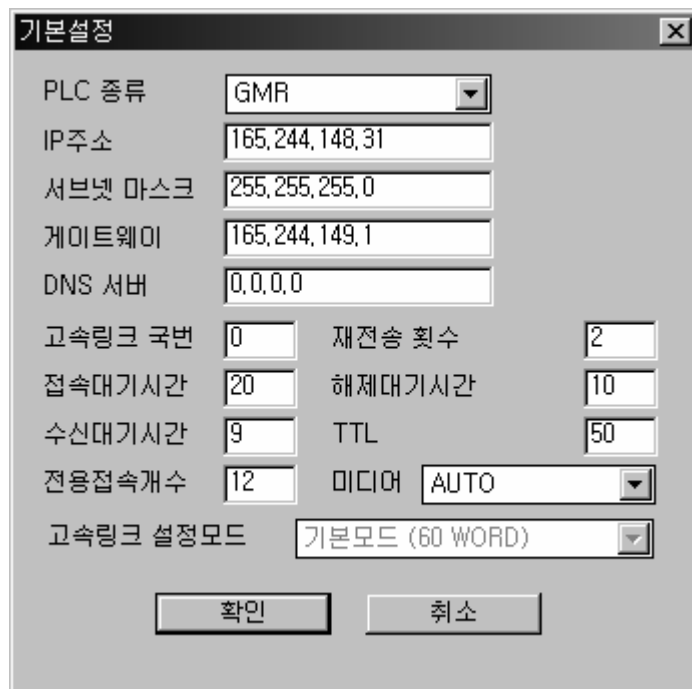 기본설정
PLC 종류 GMR
IP주소 165,244,148,31
서브넷 마스크 255,255,255,0
게이트웨이 165,244,149,1
DNS 서버 0,0,0,0
고속링크 국번 0 재전송 횟수 2
접속대기시간 20 해제대기시간 10
수신대기시간 9 TTL 50
전용접속개수 12 미디어 AUTO
고속링크 설정모드 기본모드 (60 WORD)
확인 취소